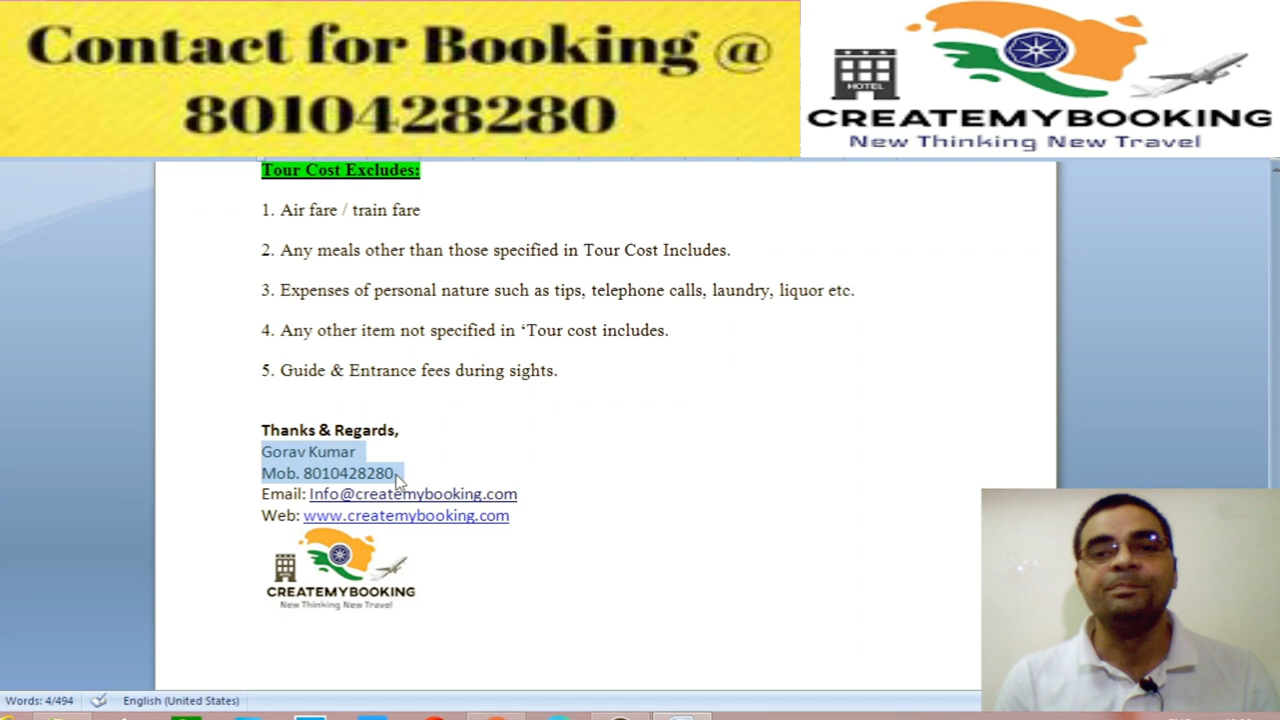 Contact for Booking @
8010428280
HOTEL
CREATEMYBOOKING
New Thinking New Travel
Tour Cost Excludes:
1. Air fare / train fare
2. Any meals other than those specified in Tour Cost Includes.
3. Expenses of personal nature such as tips, telephone calls, laundry, liquor etc.
4. Any other item not specified in ‘Tour cost includes.
5. Guide & Entrance fees during sights.
Thanks & Regards,
Gorav Kumar
Mob. 8010428280
Email: Info@createmybooking.com
Web: www.createmybooking.com
CREATEMYBOOKING
New Thinking New Travel
Words: 4/494
English (United States)